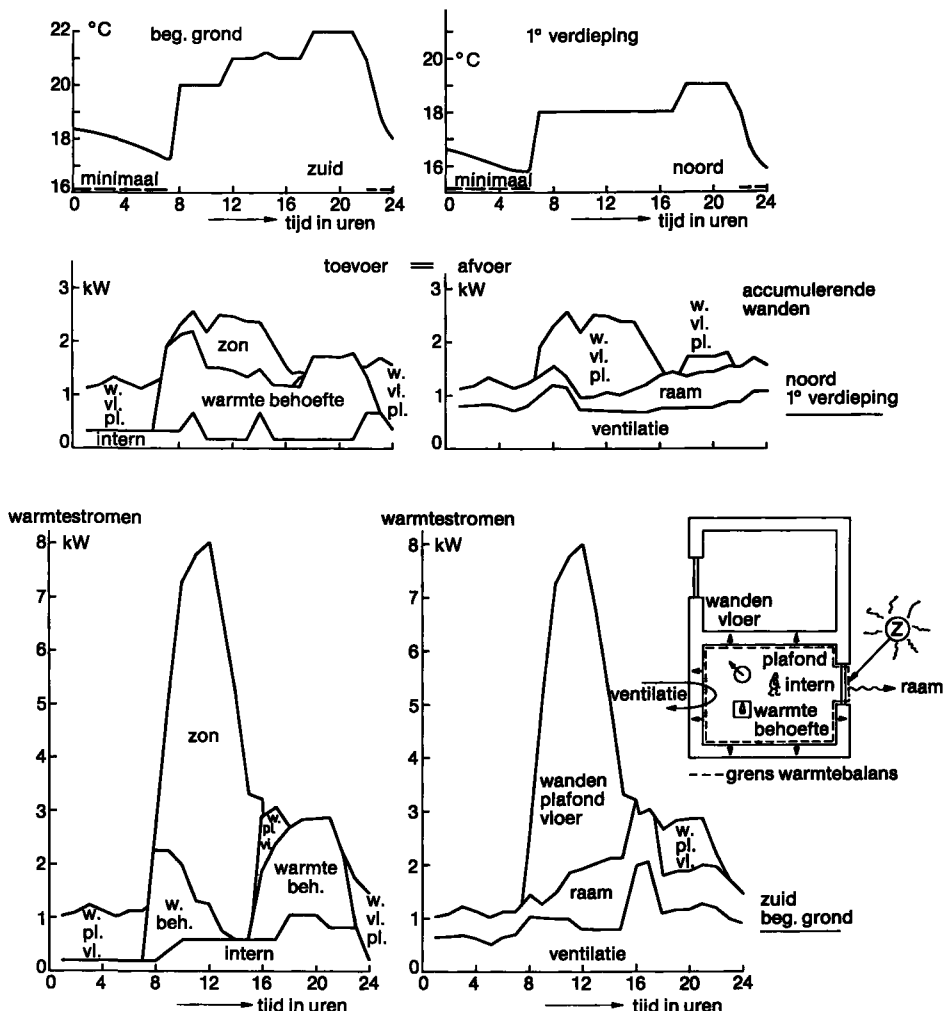 °C
beg. grond
22
20
18
16
minimaal
zuid
0 4 8 12 16 20 24
tijd in uren
1° verdieping
°C
20
18
16
minimaal
noord
0 4 8 12 16 20 24
tijd in uren
toevoer = afvoer
3
kW
2
1
0
zon
w.
vl.
pl.
warmte behoefte
intern
w.
vl.
pl.
3
kW
2
1
0
w.
vl.
pl.
w.
vl.
pl.
accumulerende
wanden
raam
ventilatie
noord
1° verdieping
warmtestromen
8
kW
7
6
5
4
3
2
1
0
zon
w.
pl.
vl.
w.
beh.
w.
pl.
vl.
warmte
beh.
intern
w.
vl.
pl.
0 4 8 12 16 20 24
tijd in uren
warmtestromen
8
kW
7
6
5
4
3
2
1
0
wanden
plafond
vloer
raam
w.
pl.
vl.
ventilatie
zuid
beg. grond
0 4 8 12 16 20 24
tijd in uren
wanden
vloer
plafond
Z
intern
ventilatie
raam
warmte
behoefte
grens warmtebalans